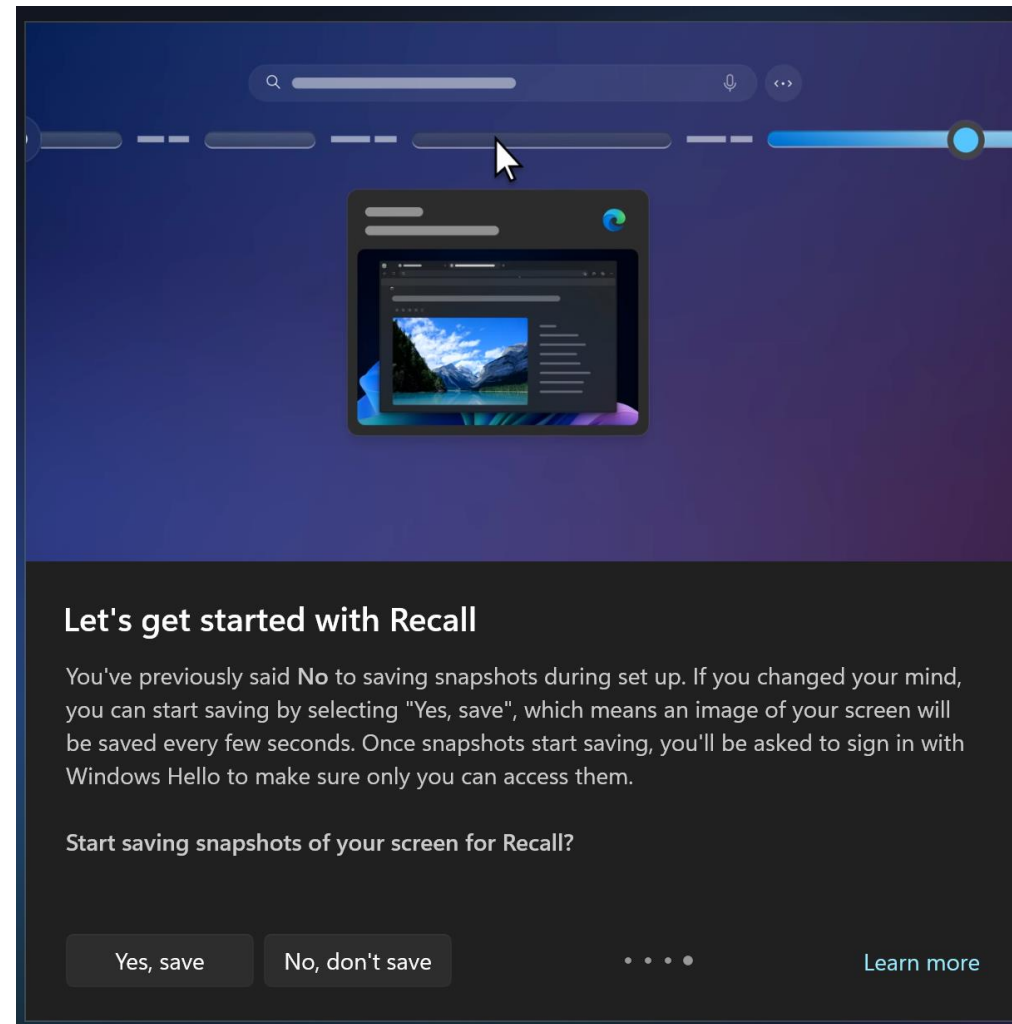 Let's get started with Recall
You've previously said No to saving snapshots during set up. If you changed your mind,
you can start saving by selecting "Yes, save", which means an image of your screen will
be saved every few seconds. Once snapshots start saving, you'll be asked to sign in with
Windows Hello to make sure only you can access them.
Start saving snapshots of your screen for Recall?
Yes, save
No, don't save
Learn more